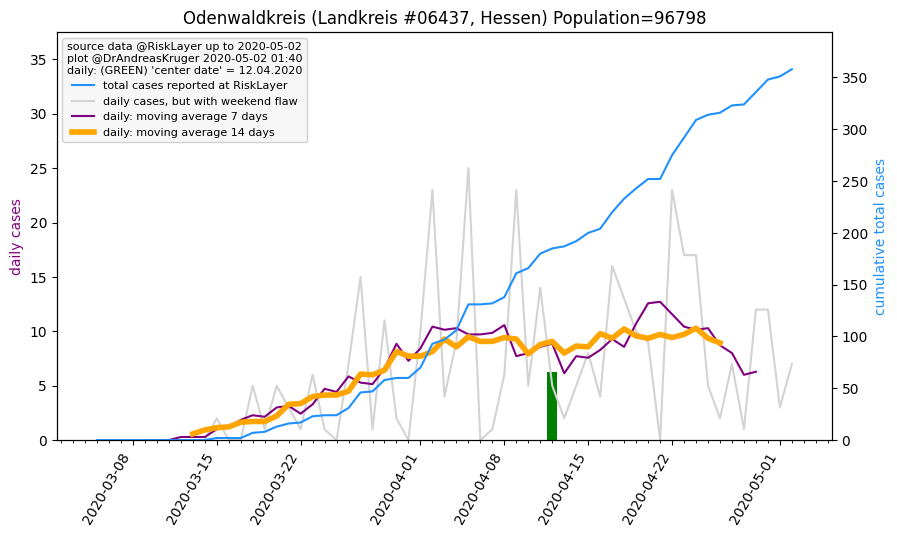 Odenwaldkreis (Landkreis #06437, Hessen) Population=96798
source data @RiskLayer up to 2020-05-02
plot @DrAndreasKruger 2020-05-02 01:40
daily: (GREEN) 'center date' = 12.04.2020
total cases reported at RiskLayer
daily cases, but with weekend flaw
daily: moving average 7 days
daily: moving average 14 days
daily cases
35
30
25
20
15
10
5
0
cumulative total cases
350
300
250
200
150
100
50
0
2020-03-08
2020-03-15
2020-03-22
2020-04-01
2020-04-08
2020-04-15
2020-04-22
2020-05-01